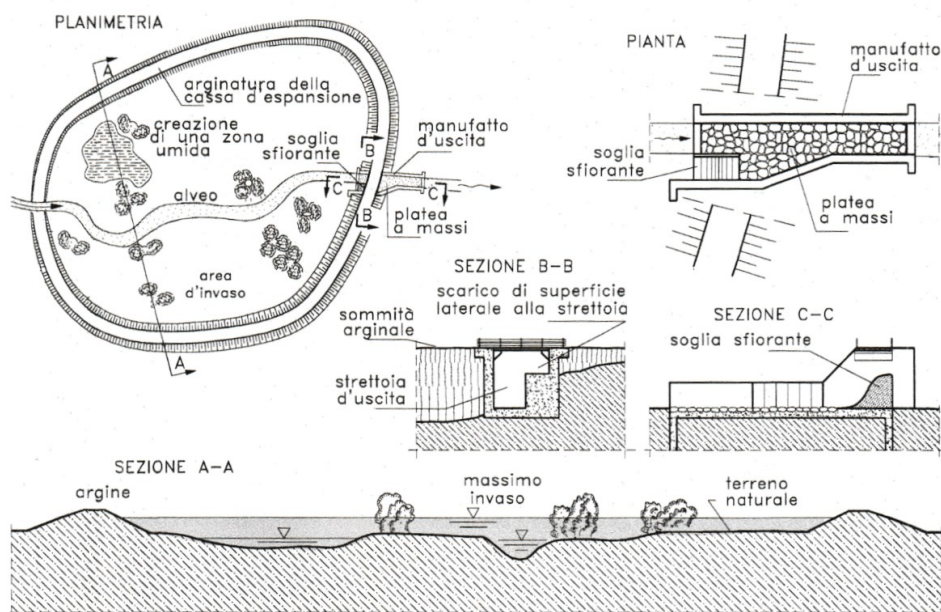 PLANIMETRIA
A
arginatura della
cassa d'espansione
creazione
di una zona
umida
soglia
sfiorante
B
manufatto
d'uscita
C
C
alveo
B
platea
a massi
area
d'invaso
A
PIANTA
manufatto
d'uscita
soglia
sfiorante
platea
a massi
SEZIONE B-B
scarico di superficie
laterale alla strettoia
sommità
arginale
strettoia
d'uscita
SEZIONE C-C
soglia sfiorante
SEZIONE A-A
argine
massimo
invaso
terreno
naturale